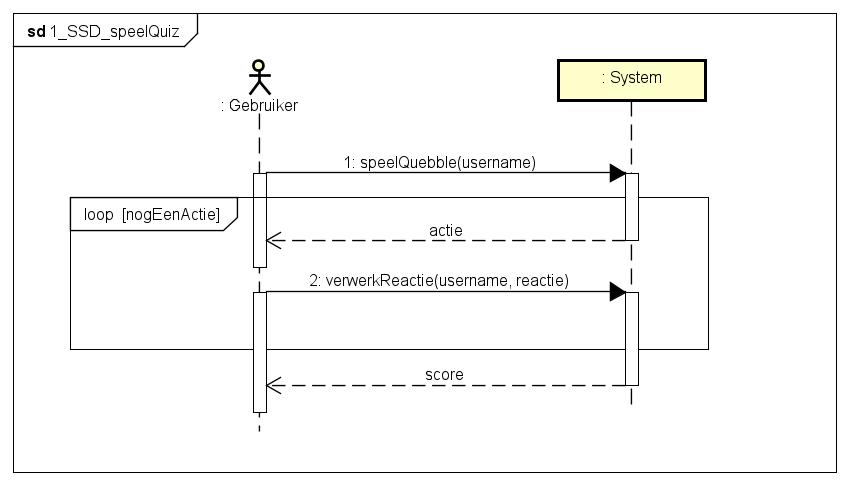 sd 1_SSD_speelQuiz
: Gebruiker
: System
1: speelQuebble(username)
loop [nogEenActie]
actie
2: verwerkReactie(username, reactie)
score